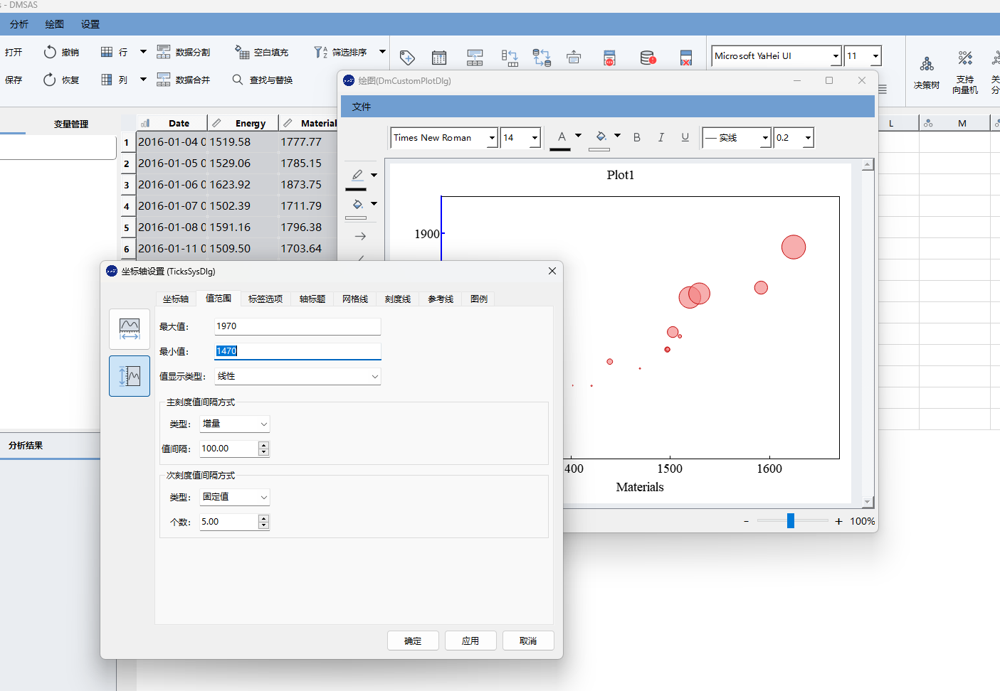 s - DMSAS
分析 绘图 设置
打开 撤销 行 数据分割 空白填充 筛选排序
保存 恢复 列 数据合并 查找与替换
Microsoft YaHei UI 11
决策树 支持向量机
变量管理
Date Energy Material L M
1 2016-01-04 0 1519.58 1777.77
2 2016-01-05 0 1529.06 1785.15
3 2016-01-06 0 1623.92 1873.75
4 2016-01-07 0 1502.39 1711.79
5 2016-01-08 0 1591.16 1796.38
6 2016-01-11 0 1509.50 1703.64
分析结果
绘图(DmCustomPlotDlg)
文件
Times New Roman 14 A B I U 实线 0.2
Plot1
1900
400 1500 1600
Materials
- + 100%
坐标轴设置 (TicksSysDlg)
坐标轴 值范围 标签选项 轴标题 网格线 刻度线 参考线 图例
最大值: 1970
最小值: 1470
值显示类型: 线性
主刻度值间隔方式
类型: 增量
值间隔: 100.00
次刻度值间隔方式
类型: 固定值
个数: 5.00
确定 应用 取消